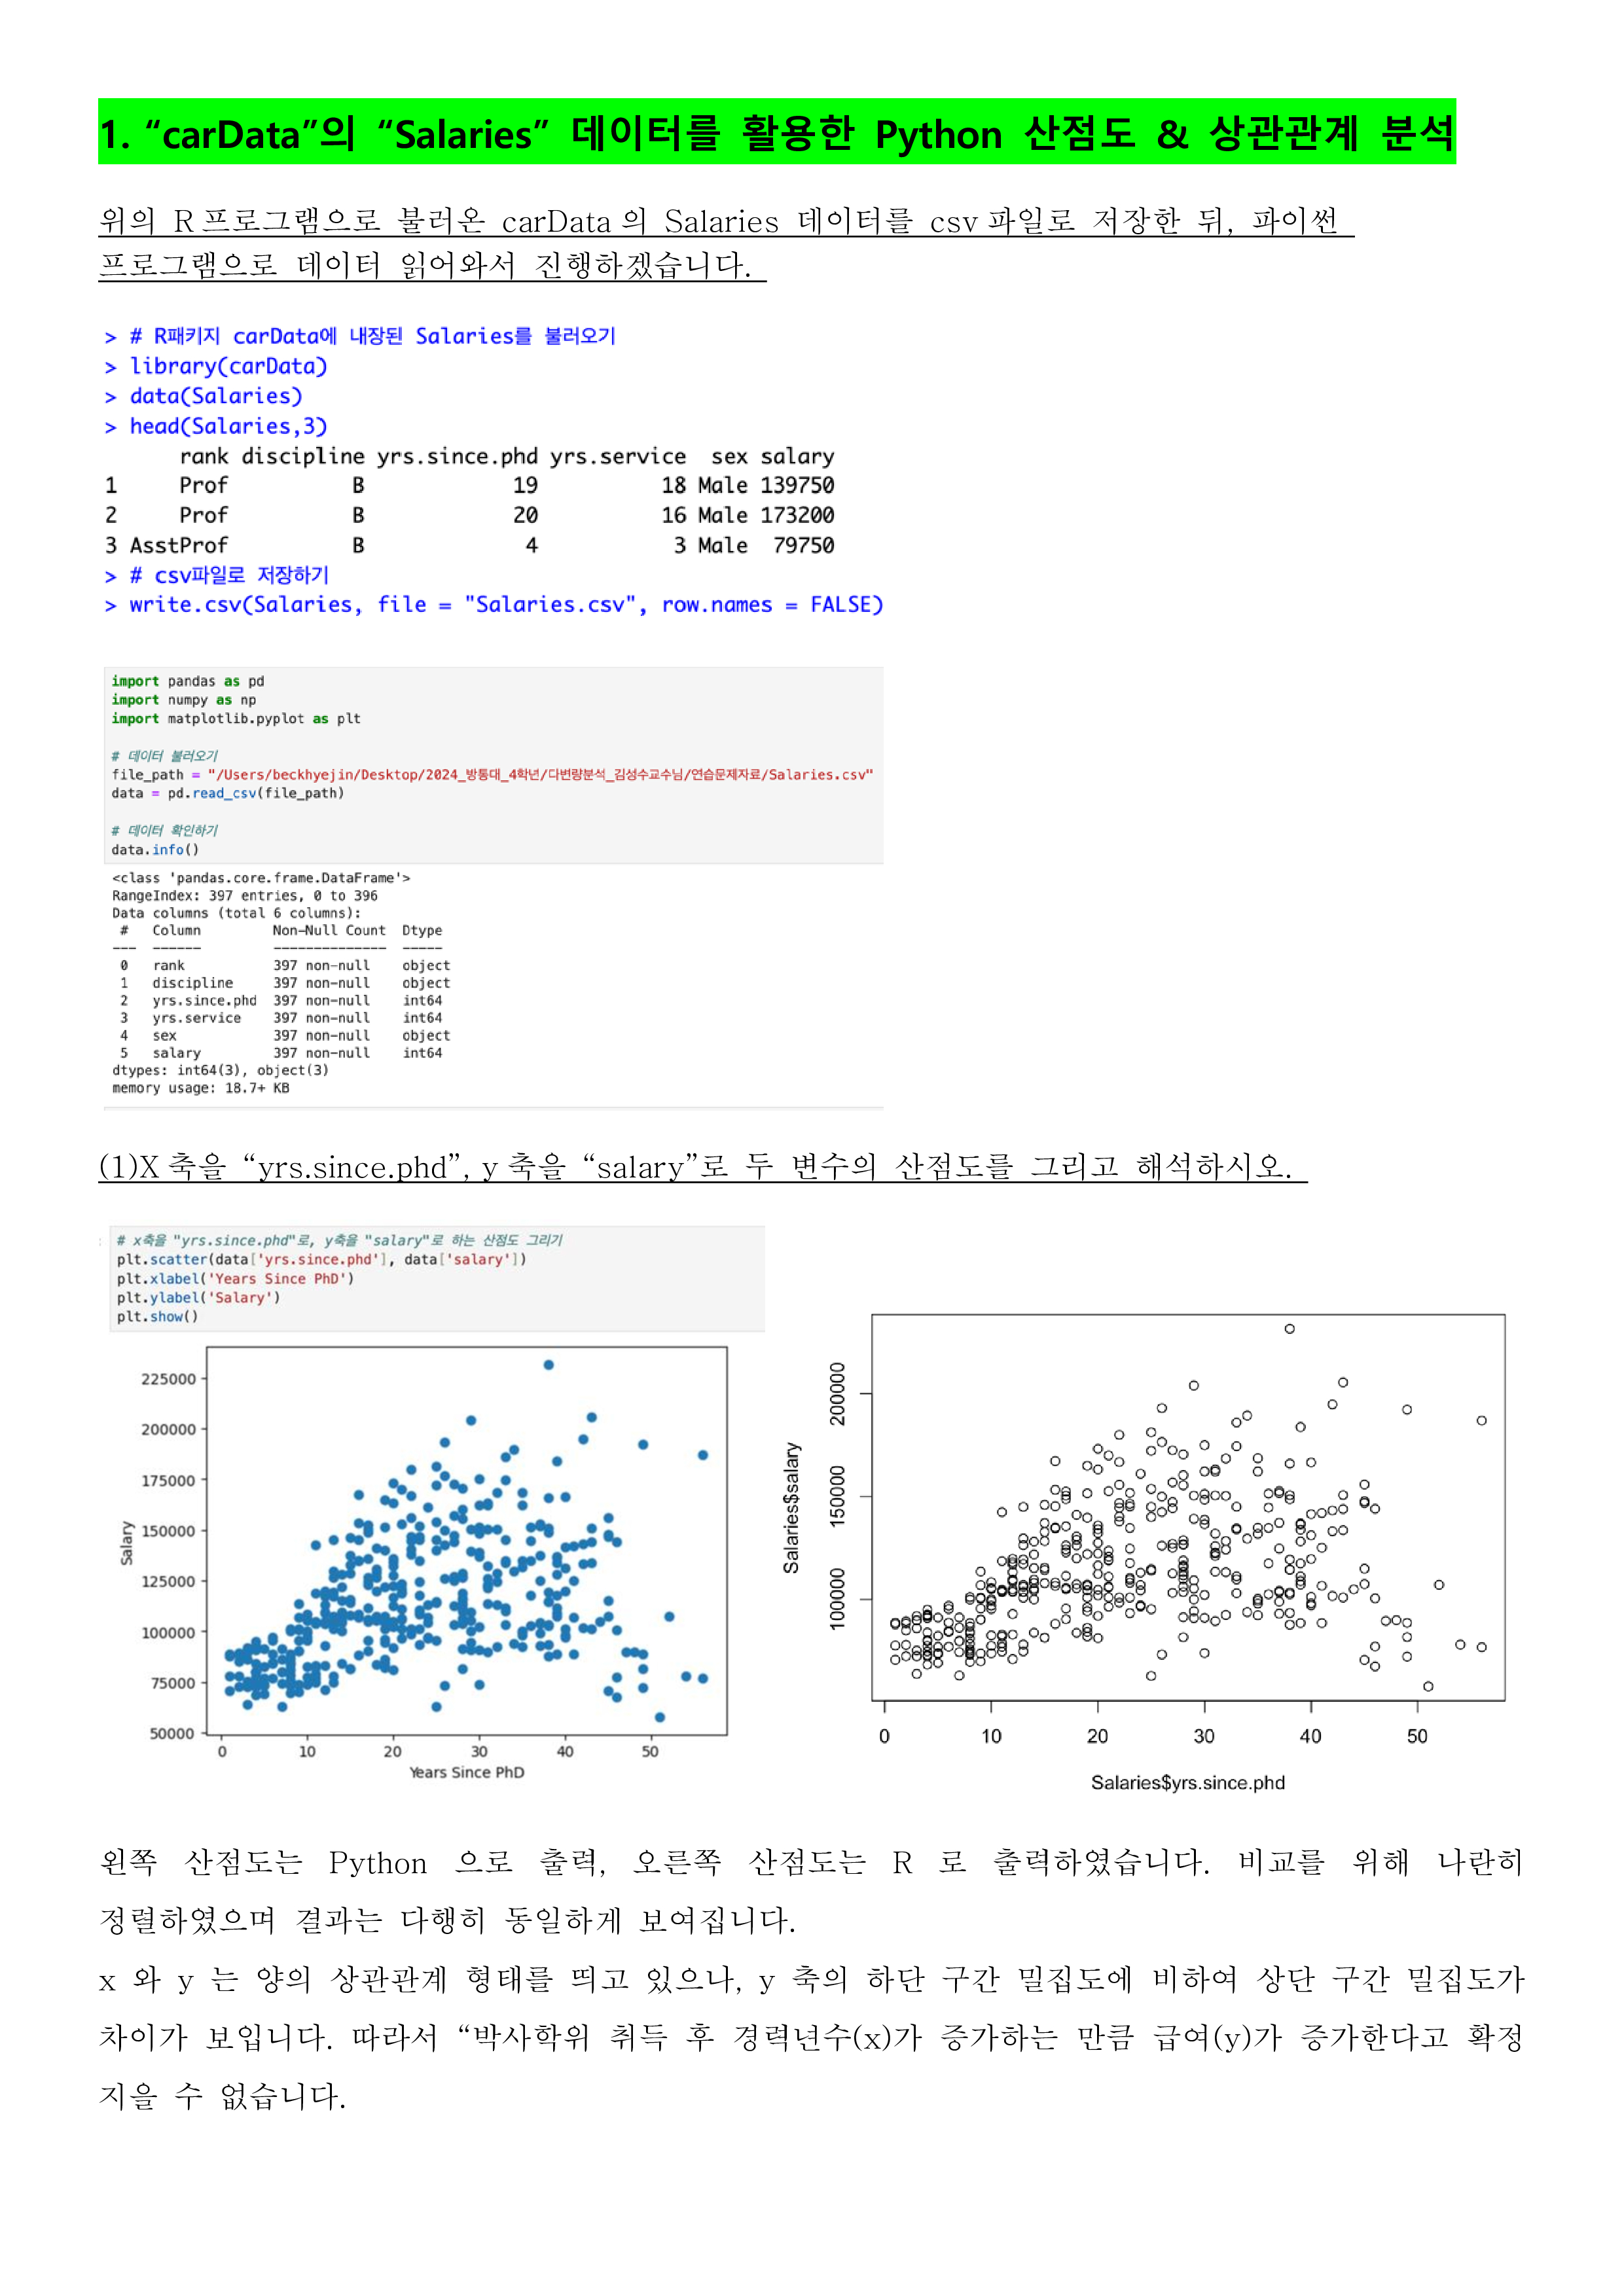 1. “carData”의 “Salaries” 데이터를 활용한 Python 산점도 & 상관관계 분석
위의 R프로그램으로 불러온 carData의 Salaries 데이터를 csv파일로 저장한 뒤, 파이썬
프로그램으로 데이터 읽어와서 진행하겠습니다.
> # R패키지 carData에 내장된 Salaries를 불러오기
> library(carData)
> data(Salaries)
> head(Salaries,3)
rank discipline yrs.since.phd yrs.service sex salary
1 Prof B 19 18 Male 139750
2 Prof B 20 16 Male 173200
3 AsstProf B 4 3 Male 79750
> # csv파일로 저장하기
> write.csv(Salaries, file = "Salaries.csv", row.names = FALSE)
import pandas as pd
import numpy as np
import matplotlib.pyplot as plt
# 데이터 불러오기
file_path = "/Users/beckhyejin/Desktop/2024_방통대_4학년/다변량분석_김성수교수님/연습문제자료/Salaries.csv"
data = pd.read_csv(file_path)
# 데이터 확인하기
data.info()
<class 'pandas.core.frame.DataFrame'>
RangeIndex: 397 entries, 0 to 396
Data columns (total 6 columns):
# Column Non-Null Count Dtype
--- ------ -------------- -----
0 rank 397 non-null object
1 discipline 397 non-null object
2 yrs.since.phd 397 non-null int64
3 yrs.service 397 non-null int64
4 sex 397 non-null object
5 salary 397 non-null int64
dtypes: int64(3), object(3)
memory usage: 18.7+ KB
(1)X축을 “yrs.since.phd”, y축을 “salary”로 두 변수의 산점도를 그리고 해석하시오.
# x축을 "yrs.since.phd"로, y축을 "salary"로 하는 산점도 그리기
plt.scatter(data['yrs.since.phd'], data['salary'])
plt.xlabel('Years Since PhD')
plt.ylabel('Salary')
plt.show()
225000
200000
175000
150000
125000
100000
75000
50000
Salary
0 10 20 30 40 50
Years Since PhD
200000
150000
100000
Salaries$salary
0 10 20 30 40 50
Salaries$yrs.since.phd
왼쪽 산점도는 Python 으로 출력, 오른쪽 산점도는 R 로 출력하였습니다. 비교를 위해 나란히
정렬하였으며 결과는 다행히 동일하게 보여집니다.
x 와 y 는 양의 상관관계 형태를 띄고 있으나, y 축의 하단 구간 밀집도에 비하여 상단 구간 밀집도가
차이가 보입니다. 따라서 “박사학위 취득 후 경력년수(x)가 증가하는 만큼 급여(y)가 증가한다고 확정
지을 수 없습니다.